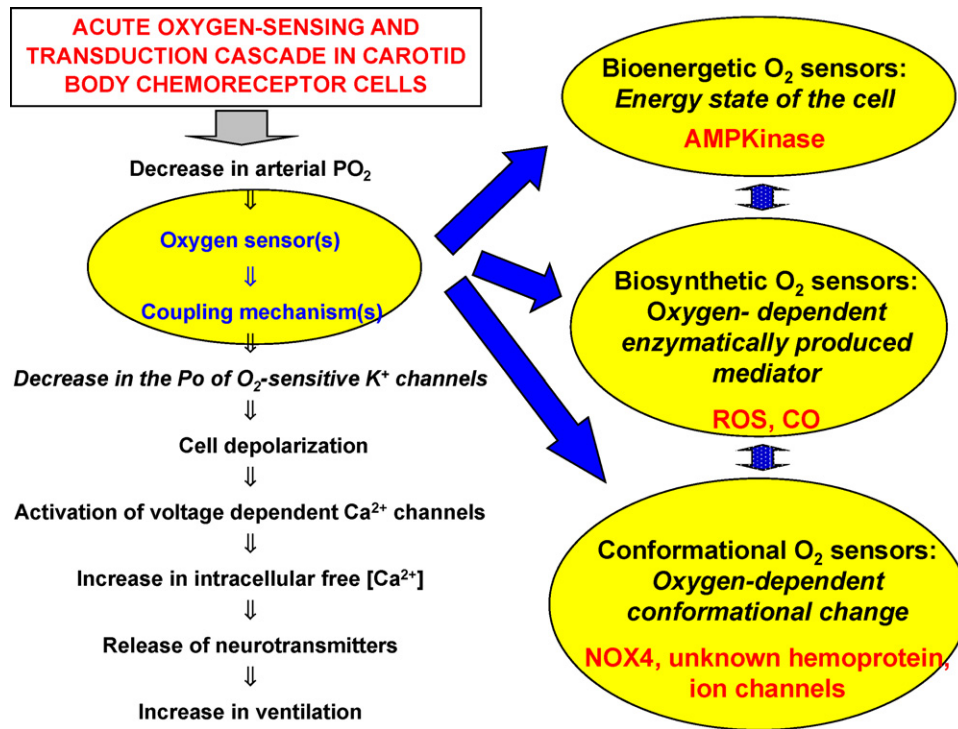 ACUTE OXYGEN-SENSING AND
TRANSDUCTION CASCADE IN CAROTID
BODY CHEMORECEPTOR CELLS
Decrease in arterial PO₂
⇓
Oxygen sensor(s)
⇓
Coupling mechanism(s)
⇓
Decrease in the Po of O₂-sensitive K⁺ channels
⇓
Cell depolarization
⇓
Activation of voltage dependent Ca²⁺ channels
⇓
Increase in intracellular free [Ca²⁺]
⇓
Release of neurotransmitters
⇓
Increase in ventilation
Bioenergetic O₂ sensors:
Energy state of the cell
AMPKinase
Biosynthetic O₂ sensors:
Oxygen- dependent
enzymatically produced
mediator
ROS, CO
Conformational O₂ sensors:
Oxygen-dependent
conformational change
NOX4, unknown hemoprotein,
ion channels